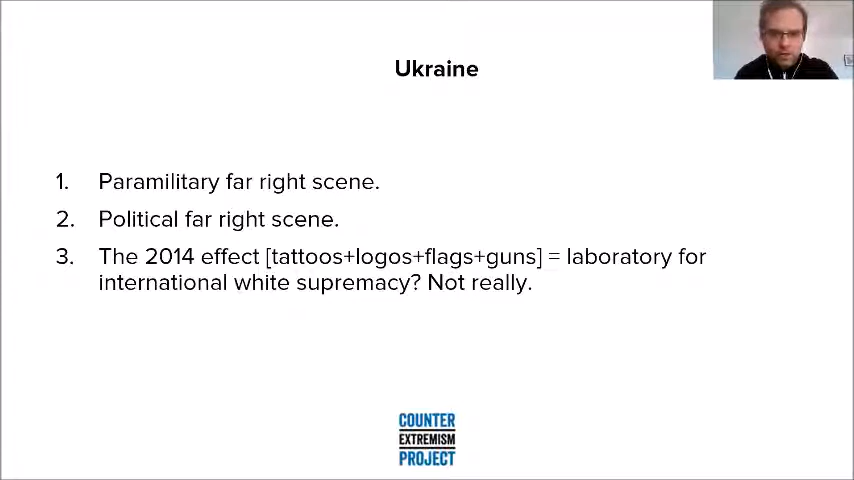 Ukraine
1. Paramilitary far right scene.
2. Political far right scene.
3. The 2014 effect [tattoos+logos+flags+guns] = laboratory for
international white supremacy? Not really.
COUNTER
EXTREMISM
PROJECT